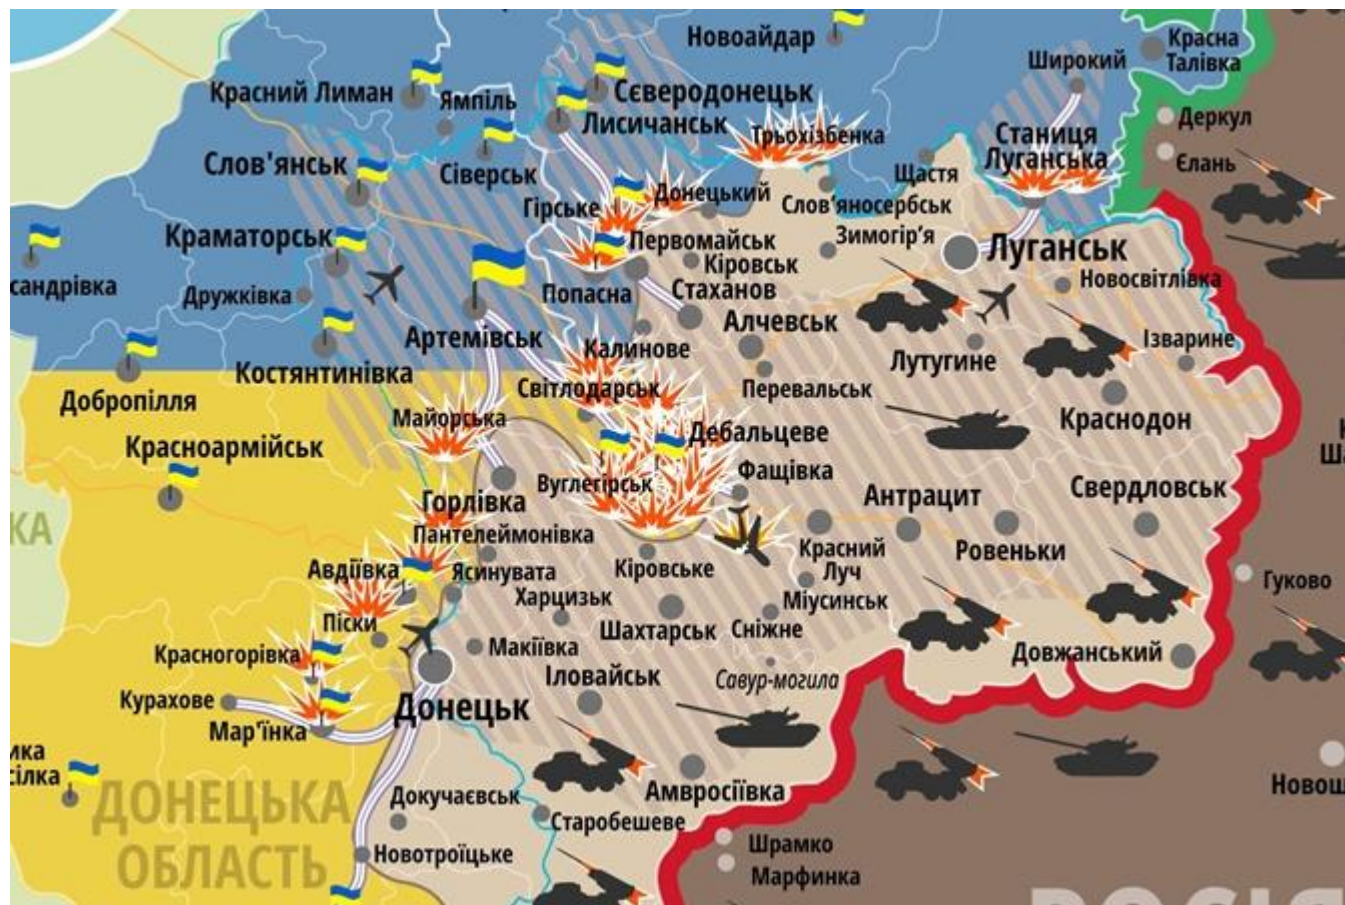 Новоайдар
Красна
Талівка
Широкий
Красний Лиман
Ямпіль
Сєвєродонецьк
Лисичанськ
Трьохізбенка
Станиця
Луганська
Деркул
Єлань
Слов'янськ
Сіверськ
Щастя
Гірське
Донецький
Слов'яносербськ
Краматорськ
Первомайськ
Зимогір'я
Луганськ
Кіровськ
сандрівка
Дружківка
Попасна
Стаханов
Новосвітлівка
Артемівськ
Алчевськ
Калинове
Лутугине
Ізварине
Костянтинівка
Світлодарськ
Перевальськ
Добропілля
Майорська
Дебальцеве
Краснодон
Красноармійськ
Фащівка
Вуглегірськ
Горлівка
Антрацит
Свердловськ
КА
Пантелеймонівка
Красний
Луч
Ровеньки
Авдіївка
Ясинувата
Кіровське
Гуково
Харцизьк
Міусинськ
Піски
Шахтарськ
Сніжне
Красногорівка
Макіївка
Довжанський
Іловайськ
Савур-могила
Курахове
Донецьк
Мар'їнка
ика
сілка
Новош
ДОНЕЦЬКА
ОБЛАСТЬ
Докучаєвськ
Амвросіївка
Старобешеве
Шрамко
Новотроїцьке
Марфинка
РОСІЯ